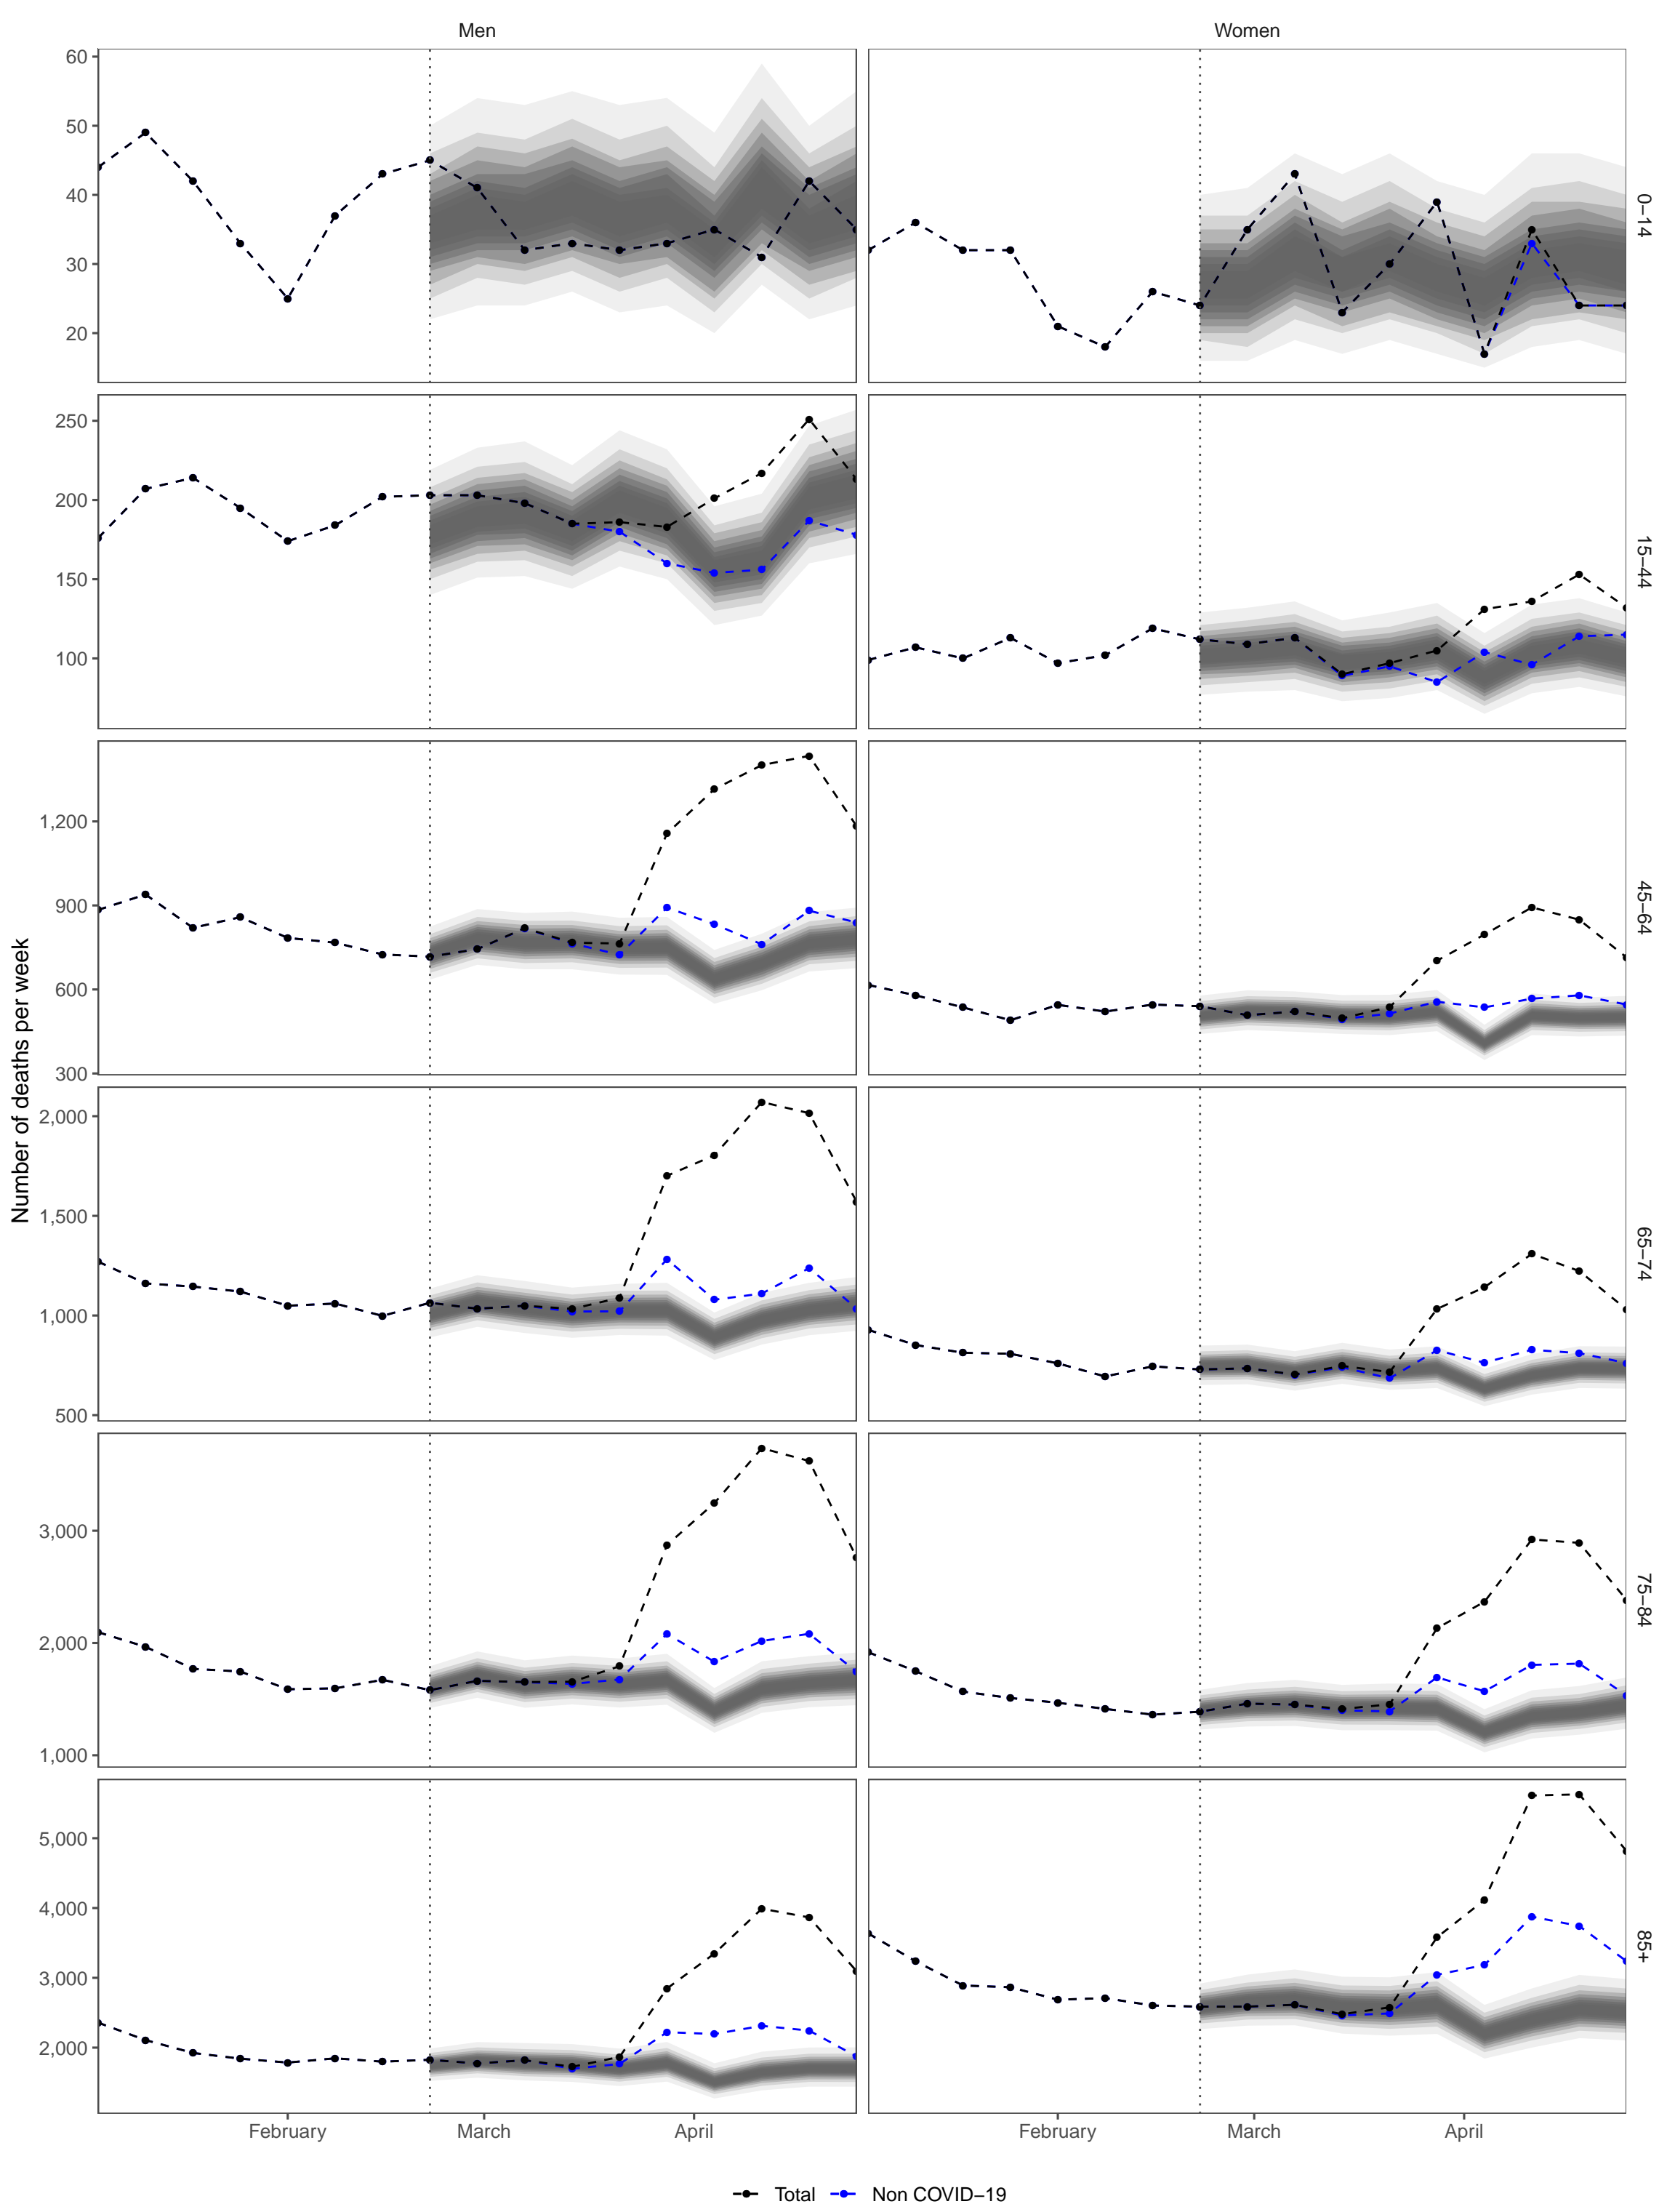 Men
Women
60
50
40
30
20
0–14
250
200
150
100
15–44
1,200
900
600
300
45–64
Number of deaths per week
2,000
1,500
1,000
500
65–74
3,000
2,000
1,000
75–84
5,000
4,000
3,000
2,000
85+
February
March
April
February
March
April
Total
Non COVID–19